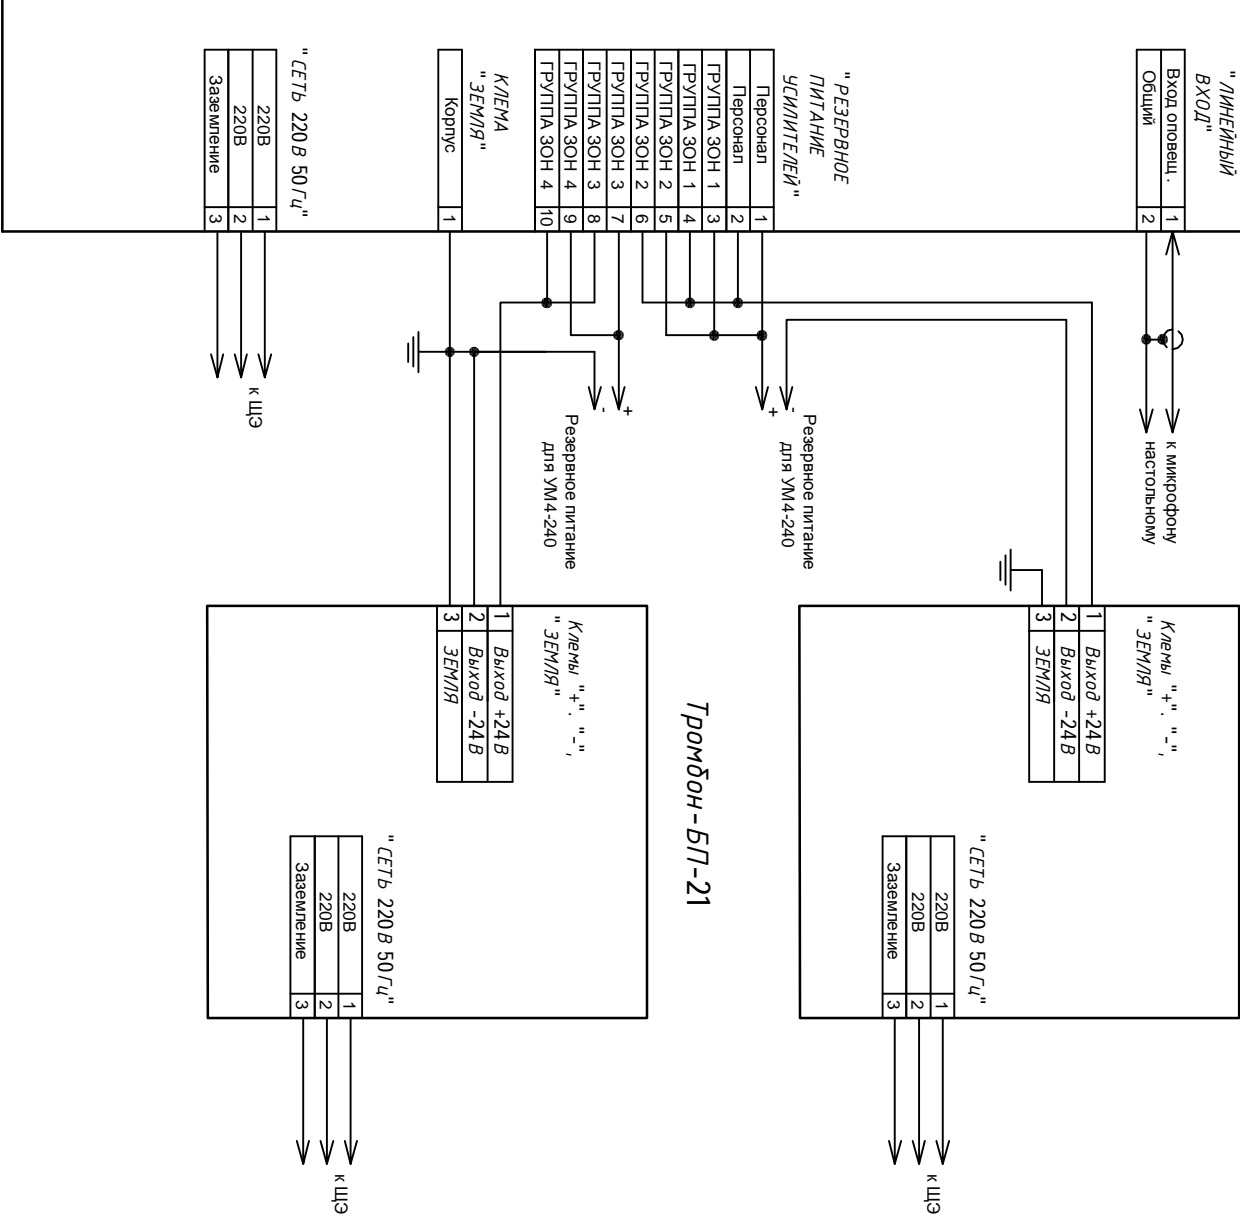 "ЛИНЕЙНЫЙ
ВХОД"
Вход оповещ. 1
Общий 2
к микрофону
настольному
"РЕЗЕРВНОЕ
ПИТАНИЕ
УСИЛИТЕЛЕЙ"
Персонал 1
Персонал 2
ГРУППА ЗОН 1 3
ГРУППА ЗОН 1 4
ГРУППА ЗОН 2 5
ГРУППА ЗОН 2 6
ГРУППА ЗОН 3 7
ГРУППА ЗОН 3 8
ГРУППА ЗОН 4 9
ГРУППА ЗОН 4 10
-
+
Резервное питание
для УМ4-240
+
-
Резервное питание
для УМ4-240
КЛЕМА
"ЗЕМЛЯ"
Корпус 1
"СЕТЬ 220В 50Гц"
220В 1
220В 2
Заземление 3
к ЩЭ
Клемы "+". "-",
"ЗЕМЛЯ"
1 Выход +24В
2 Выход -24В
3 ЗЕМЛЯ
"СЕТЬ 220В 50Гц"
220В 1
220В 2
Заземление 3
к ЩЭ
Тромбон-БП-21
Клемы "+". "-",
"ЗЕМЛЯ"
1 Выход +24В
2 Выход -24В
3 ЗЕМЛЯ
"СЕТЬ 220В 50Гц"
220В 1
220В 2
Заземление 3
к ЩЭ